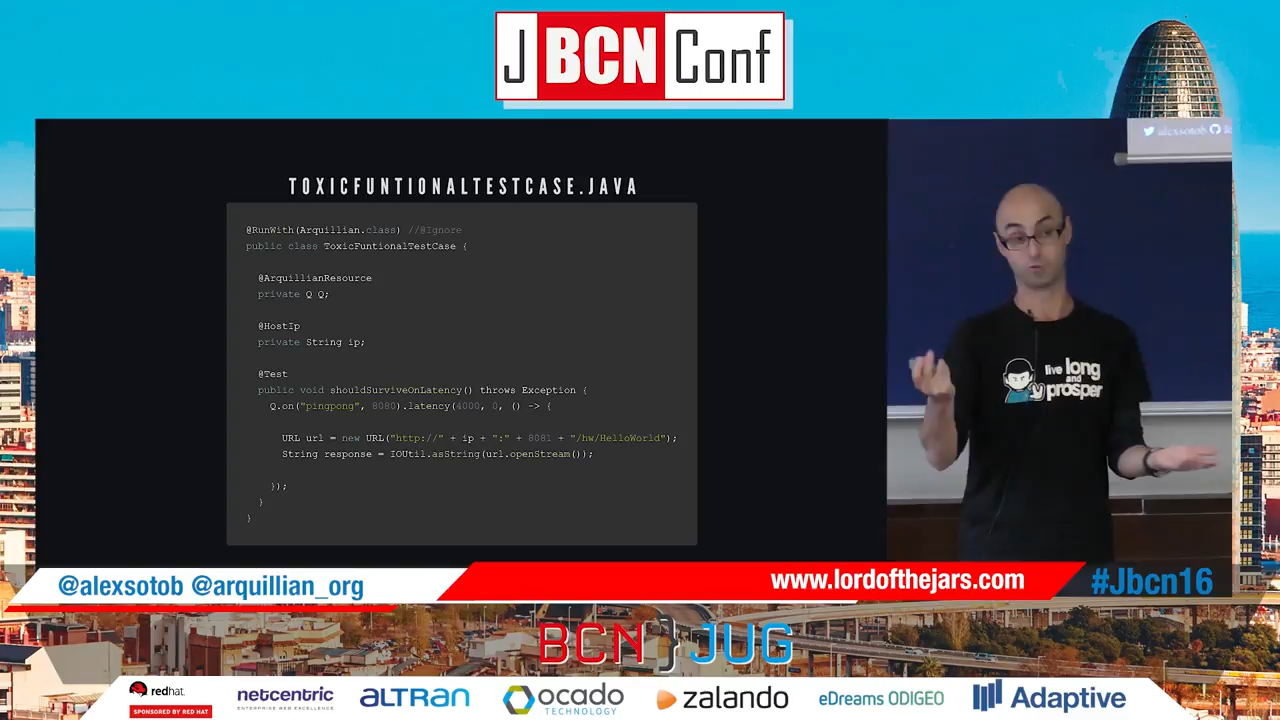 J BCN Conf
alexsotob
TOXICFUNTIONALTESTCASE.JAVA
@RunWith(Arquillian.class) //@Ignore
public class ToxicFuntionalTestCase {
@ArquillianResource
private Q Q;
@HostIp
private String ip;
@Test
public void shouldSurviveOnLatency() throws Exception {
Q.on("pingpong", 8080).latency(4000, 0, () -> {
URL url = new URL("http://" + ip + ":" + 8081 + "/hw/HelloWorld");
String response = IOUtil.asString(url.openStream());
});
}
}
live long
and
prosper
@alexsotob @arquillian_org
www.lordofthejars.com
#Jbcn16
BCN JUG
redhat.
SPONSORED BY RED HAT
netcentric
ENTERPRISE WEB EXCELLENCE
ALTRAN
ocado
TECHNOLOGY
zalando
eDreams ODIGEO
Adaptive